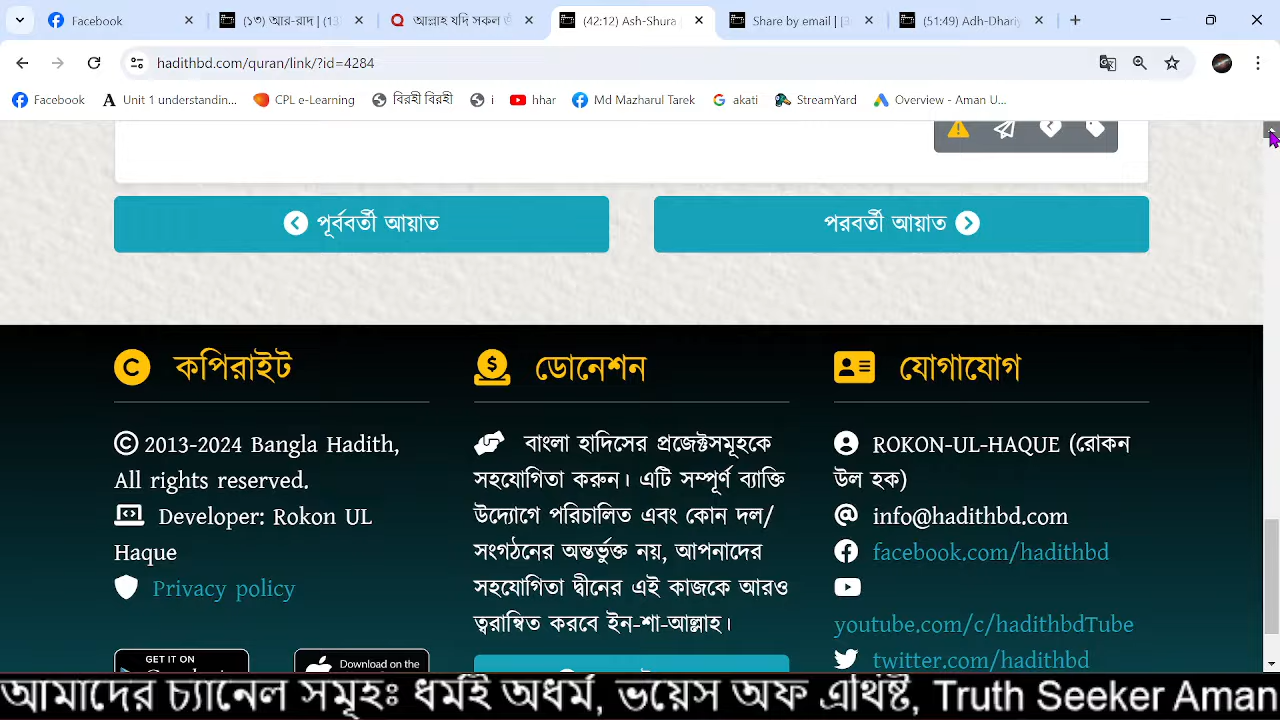 Facebook
(১৩) আর-রাদ | (13
আল্লাহ যদি সকল
(42:12) Ash-Shura
Share by email | [3
(51:49) Adh-Dhariy
hadithbd.com/quran/link/?id=4284
Facebook
Unit 1 understandin...
CPL e-Learning
বিরহী বিরহী
i
hhar
Md Mazharul Tarek
akati
StreamYard
Overview - Aman U...
পূর্ববর্তী আয়াত
পরবর্তী আয়াত
কপিরাইট
© 2013-2024 Bangla Hadith,
All rights reserved.
Developer: Rokon UL
Haque
Privacy policy
GET IT ON
Download on the
ডোনেশন
বাংলা হাদিসের প্রজেক্টসমূহকে
সহযোগিতা করুন। এটি সম্পূর্ণ ব্যাক্তি
উদ্যোগে পরিচালিত এবং কোন দল/
সংগঠনের অন্তর্ভুক্ত নয়, আপনাদের
সহযোগিতা দ্বীনের এই কাজকে আরও
ত্বরান্বিত করবে ইন-শা-আল্লাহ।
যোগাযোগ
ROKON-UL-HAQUE (রোকন
উল হক)
info@hadithbd.com
facebook.com/hadithbd
youtube.com/c/hadithbdTube
twitter.com/hadithbd
আমাদের চ্যানেল সমূহঃ ধর্মই অধর্ম, ভয়েস অফ এথিষ্ট, Truth Seeker Aman